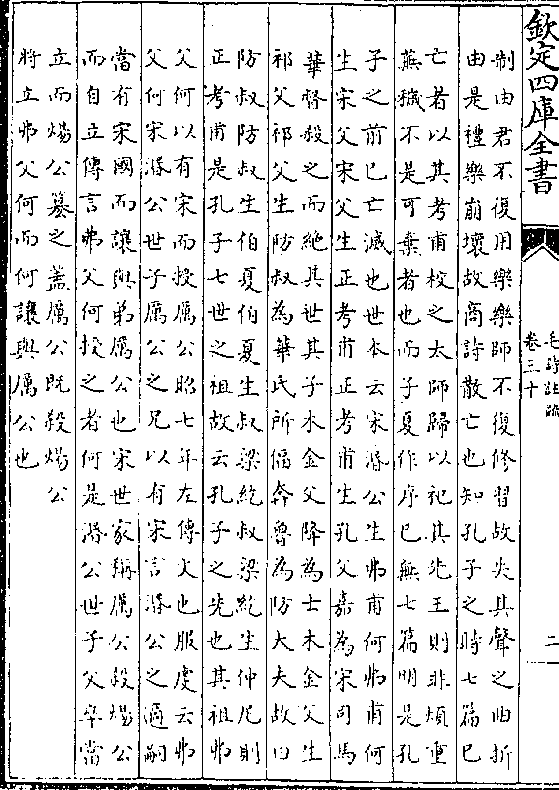 欽定四庫全書
毛詩注疏
卷三十
二
制由君不復用樂樂師不復修習故失其聲之曲折
由是禮樂崩壞故商詩散亡也知孔子之時七篇已
亡者以其考甫校之太師歸以祀其先王則非煩重
蕪穢不是可棄者也而子夏作序已無七篇明是孔
子之前已亡滅也世本云宋湣公生弗甫何弗甫何
生宋父宋父生正考甫正考甫生孔父嘉為宋司馬
華督殺之而絕其世其子木金父降為士木金父生
祁父祁父生防叔為華氏所偪奔魯為防大夫故曰
防叔防叔生伯夏伯夏生叔梁紇叔梁紇生仲尼則
正考甫是孔子七世之祖故云孔子之先也其祖弗
父何以有宋而授厲公昭七年左傳文也服虔云弗
父何宋湣公世子厲公之兄以有宋言湣公之適嗣
當有宋國而讓與弟厲公也宋世家稱厲公殺煬公
而自立傳言弗父何授之者何是湣公世子父卒當
立而煬公篡之蓋厲公既殺煬公
將立弗父何而何讓與厲公也